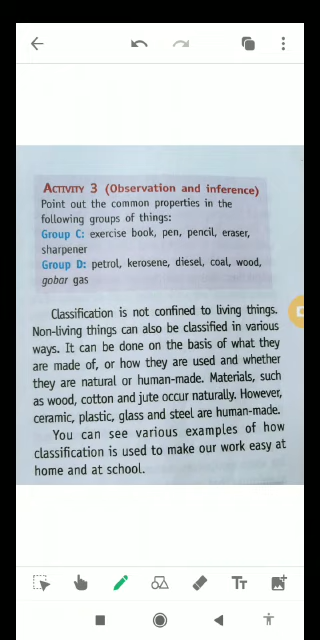 ACTIVITY 3 (Observation and inference)
Point out the common properties in the
following groups of things:
Group C: exercise book, pen, pencil, eraser,
sharpener
Group D: petrol, kerosene, diesel, coal, wood,
gobar gas
Classification is not confined to living things.
Non-living things can also be classified in various
ways. It can be done on the basis of what they
are made of, or how they are used and whether
they are natural or human-made. Materials, such
as wood, cotton and jute occur naturally. However,
ceramic, plastic, glass and steel are human-made.
You can see various examples of how
classification is used to make our work easy at
home and at school.
TT